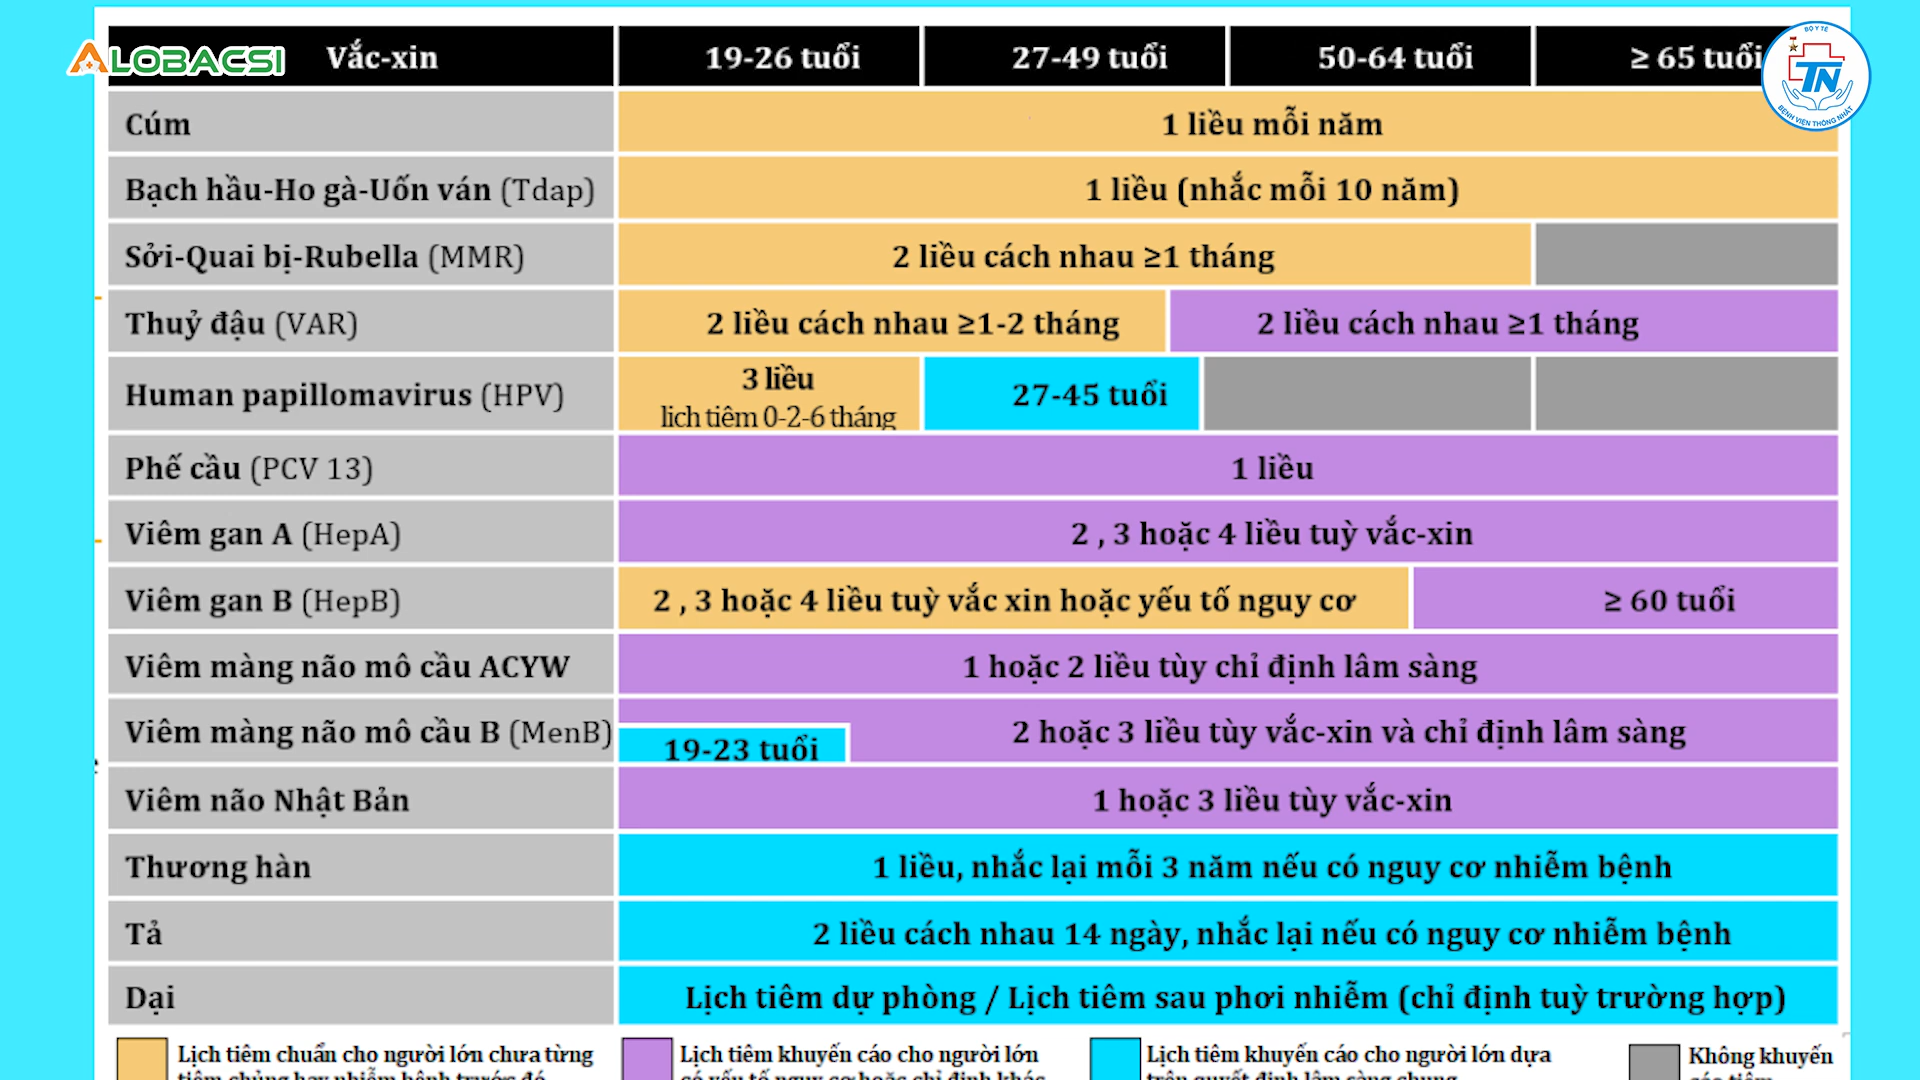 ALOBACSI
Vắc-xin
19-26 tuổi
27-49 tuổi
50-64 tuổi
≥ 65 tuổi
BỘ Y TẾ
TN
BỆNH VIỆN THỐNG NHẤT
Cúm
1 liều mỗi năm
Bạch hầu-Ho gà-Uốn ván (Tdap)
1 liều (nhắc mỗi 10 năm)
Sởi-Quai bị-Rubella (MMR)
2 liều cách nhau ≥1 tháng
Thuỷ đậu (VAR)
2 liều cách nhau ≥1-2 tháng
2 liều cách nhau ≥1 tháng
Human papillomavirus (HPV)
3 liều
lịch tiêm 0-2-6 tháng
27-45 tuổi
Phế cầu (PCV 13)
1 liều
Viêm gan A (HepA)
2 , 3 hoặc 4 liều tuỳ vắc-xin
Viêm gan B (HepB)
2 , 3 hoặc 4 liều tuỳ vắc xin hoặc yếu tố nguy cơ
≥ 60 tuổi
Viêm màng não mô cầu ACYW
1 hoặc 2 liều tùy chỉ định lâm sàng
Viêm màng não mô cầu B (MenB)
19-23 tuổi
2 hoặc 3 liều tùy vắc-xin và chỉ định lâm sàng
Viêm não Nhật Bản
1 hoặc 3 liều tùy vắc-xin
Thương hàn
1 liều, nhắc lại mỗi 3 năm nếu có nguy cơ nhiễm bệnh
Tả
2 liều cách nhau 14 ngày, nhắc lại nếu có nguy cơ nhiễm bệnh
Dại
Lịch tiêm dự phòng / Lịch tiêm sau phơi nhiễm (chỉ định tuỳ trường hợp)
Lịch tiêm chuẩn cho người lớn chưa từng
Lịch tiêm khuyến cáo cho người lớn
Lịch tiêm khuyến cáo cho người lớn dựa
Không khuyến